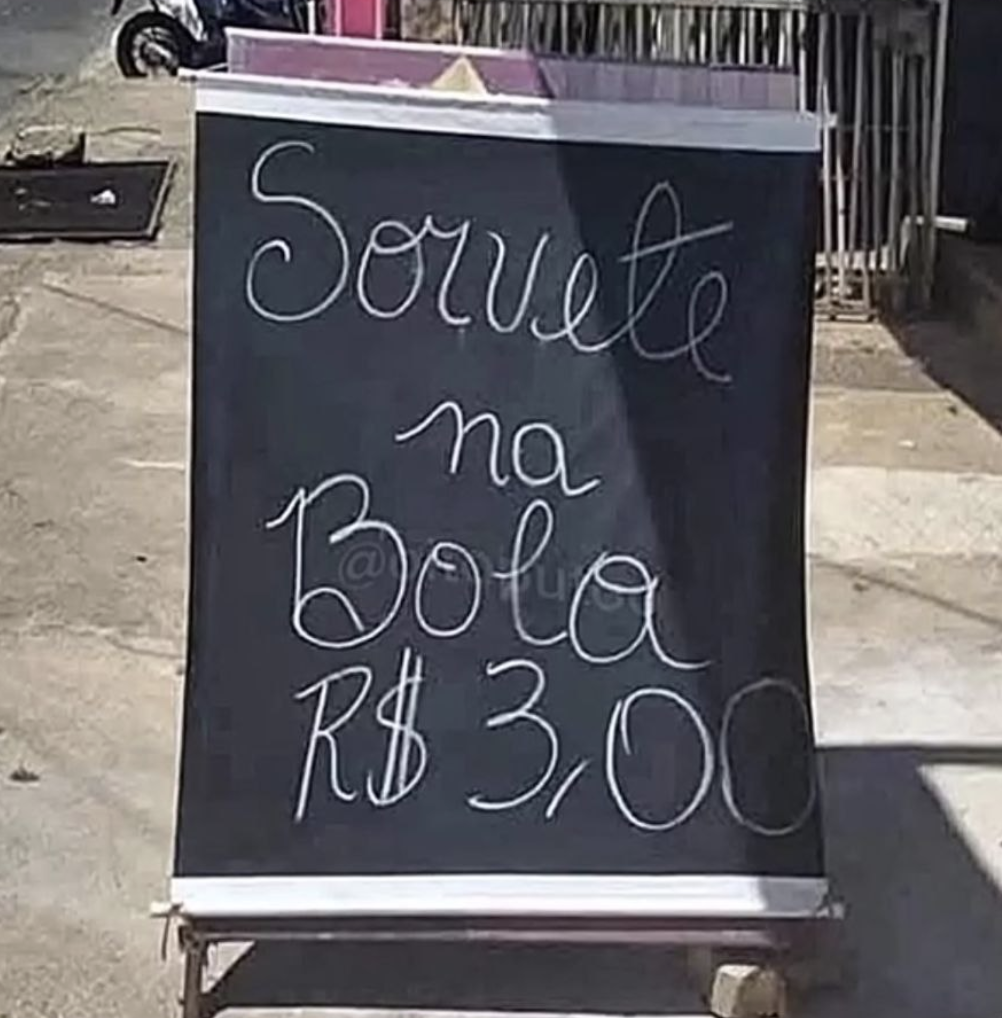 Sorvete
na
Bola
R$ 3,00